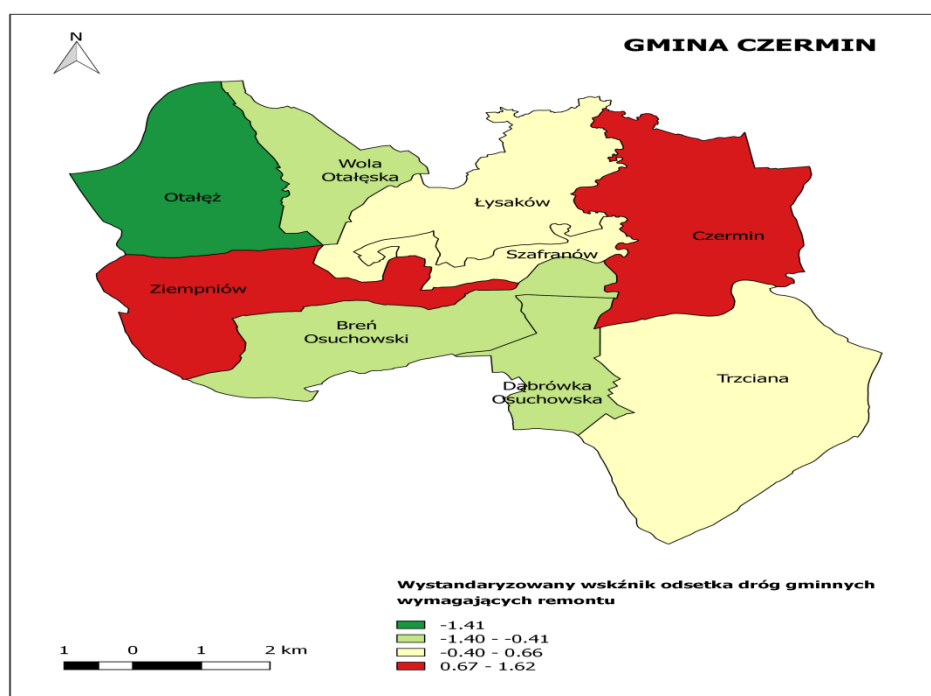 N
GMINA CZERMIN
Wola
Otałęska
Otałęż
Łysaków
Czermin
Szafranów
Ziempniów
Breń
Osuchowski
Trzciana
Dąbrówka
Osuchowska
Wystandaryzowany wskźnik odsetka dróg gminnych
wymagających remontu
-1.41
-1.40 - -0.41
-0.40 - 0.66
0.67 - 1.62
1 0 1 2 km